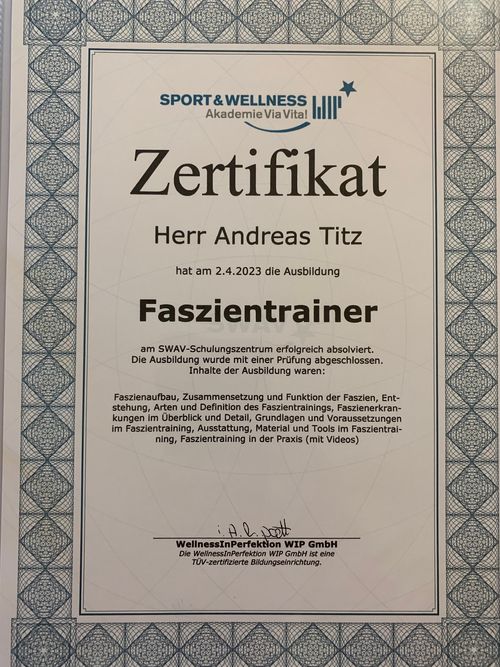 SPORT&WELLNESS
Akademie Via Vital
Zertifikat
Herr Andreas Titz
hat am 2.4.2023 die Ausbildung
Faszientrainer
SWAV
am SWAV-Schulungszentrum erfolgreich absolviert.
Die Ausbildung wurde mit einer Prüfung abgeschlossen.
Inhalte der Ausbildung waren:
Faszienaufbau, Zusammensetzung und Funktion der Faszien, Ent-
stehung, Arten und Definition des Faszientrainings, Faszienerkran-
kungen im Überblick und Detail, Grundlagen und Voraussetzungen
im Faszientraining, Ausstattung, Material und Tools im Faszientrai-
ning, Faszientraining in der Praxis (mit Videos)
WellnessInPerfektion WIP GmbH
Die WellnessInPerfektion WIP GmbH ist eine
TÜV-zertifizierte Bildungseinrichtung.